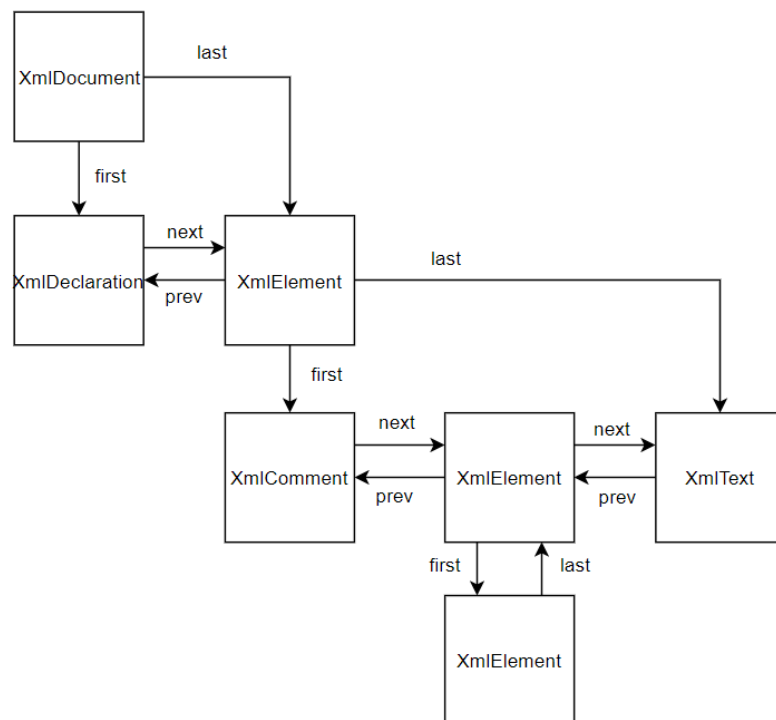 last
XmlDocument
first
next
XmlDeclaration
XmlElement
last
prev
first
next
next
XmlComment
XmlElement
XmlText
prev
prev
first
last
XmlElement